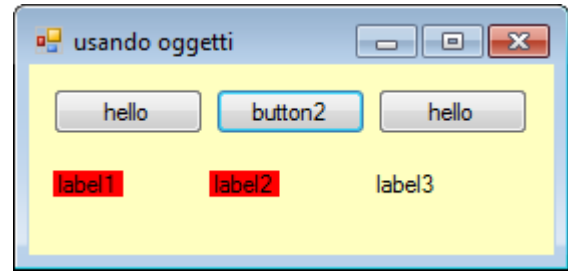 usando oggetti
hello button2 hello
label1 label2 label3